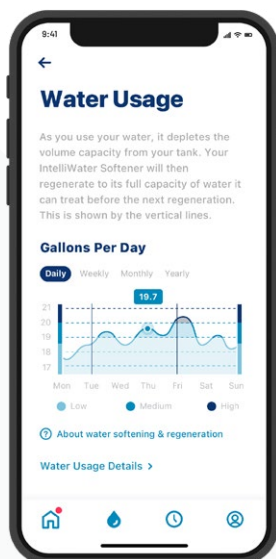 9:41
Water Usage
As you use your water, it depletes the
volume capacity from your tank. Your
IntelliWater Softener will then
regenerate to its full capacity of water it
can treat before the next regeneration.
This is shown by the vertical lines.
Gallons Per Day
Daily Weekly Monthly Yearly
19.7
21
20
19
18
17
Mon Tue Wed Thu Fri Sat Sun
Low Medium High
? About water softening & regeneration
Water Usage Details >